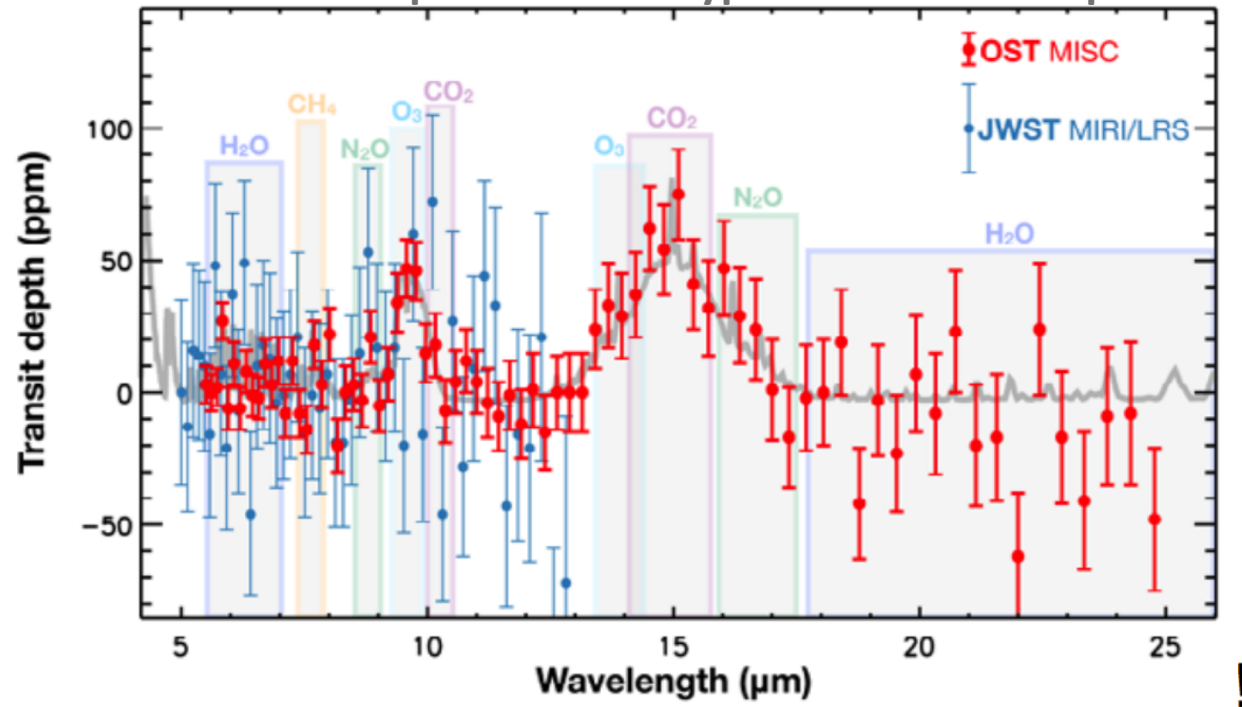 OST MISC
JWST MIRI/LRS
CH₄
CO₂
O₃
H₂O
N₂O
CO₂
O₃
N₂O
H₂O
100
50
0
−50
Transit depth (ppm)
5
10
15
20
25
Wavelength (μm)